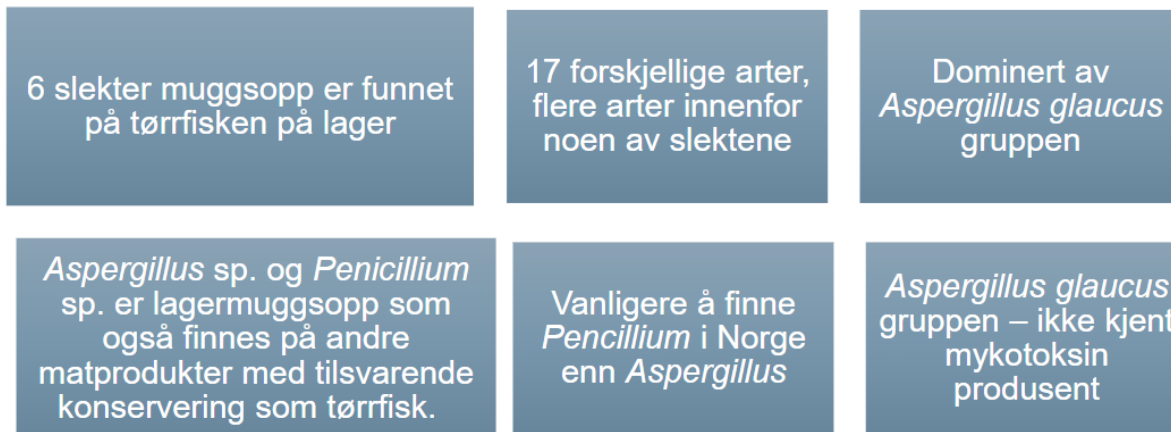 6 slekter muggsopp er funnet
på tørrfisken på lager
17 forskjellige arter,
flere arter innenfor
noen av slektene
Dominert av
Aspergillus glaucus
gruppen
Aspergillus sp. og Penicillium
sp. er lagermuggsopp som
også finnes på andre
matprodukter med tilsvarende
konservering som tørrfisk.
Vanligere å finne
Pencillium i Norge
enn Aspergillus
Aspergillus glaucus
gruppen – ikke kjent
mykotoksin
produsent